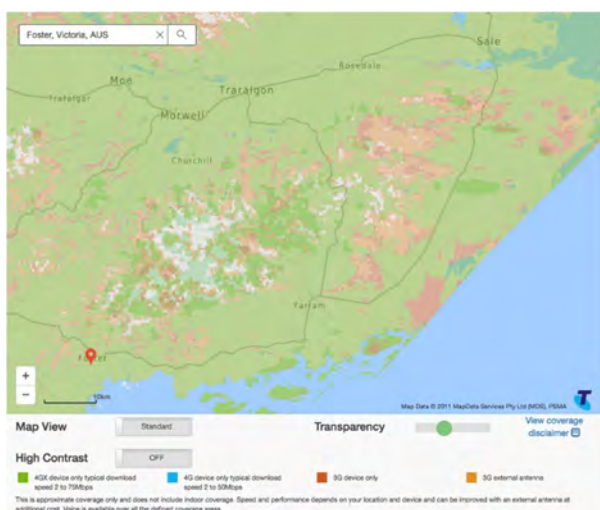 Foster, Victoria, AUS
Sale
Rosedale
Moe
Trafalgar
Traralgon
Morwell
Churchill
Yarram
Foster
+
−
10km
Map Data © 2011 MapData Services Pty Ltd (MDS), PSMA
Map View
Standard
Transparency
View coverage
disclaimer
High Contrast
OFF
4GX device only typical download
speed 2 to 75Mbps
4G device only typical download
speed 2 to 50Mbps
3G device only
3G external antenna
This is approximate coverage only and does not include indoor coverage. Speed and performance depends on your location and device and can be improved with an external antenna at
additional cost. Voice is available over all the defined coverage areas.